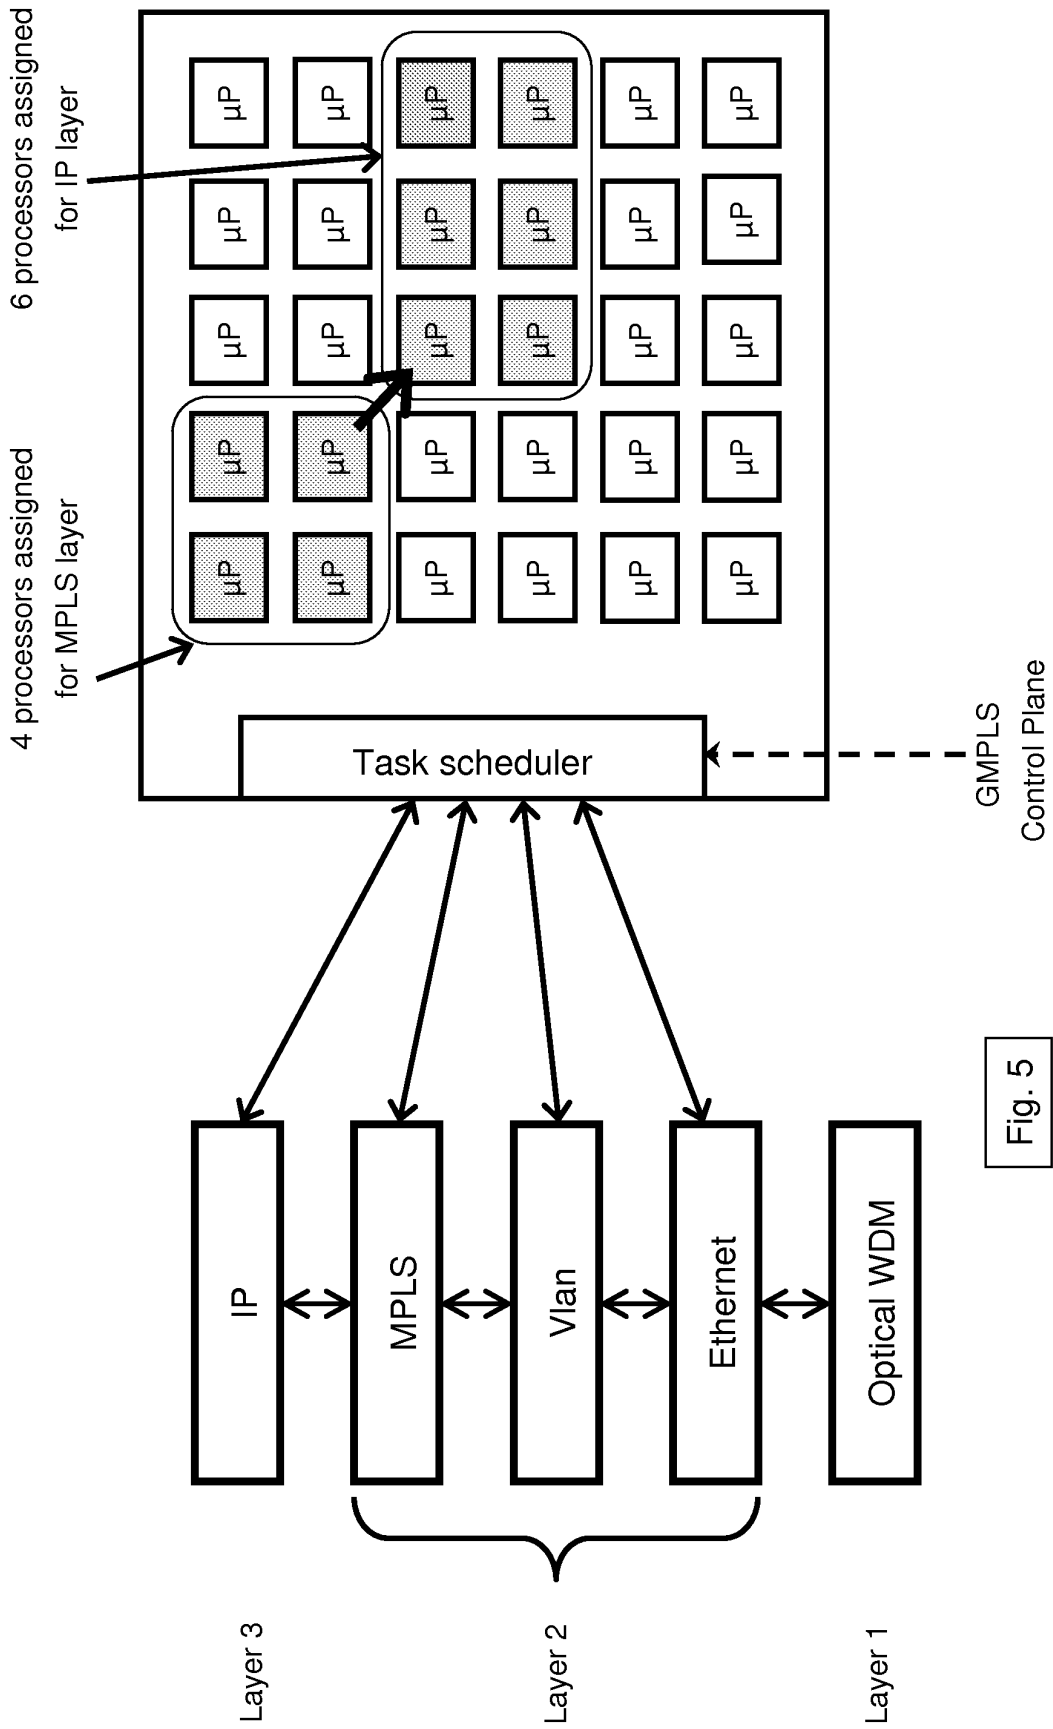 4 processors assigned
for MPLS layer
6 processors assigned
for IP layer
Layer 3
IP
MPLS
Layer 2
Vlan
Ethernet
Layer 1
Optical WDM
Task scheduler
µP µP µP µP µP
µP µP µP µP µP
µP µP µP µP µP
µP µP µP µP µP
µP µP µP µP µP
µP µP µP µP µP
GMPLS
Control Plane
Fig. 5